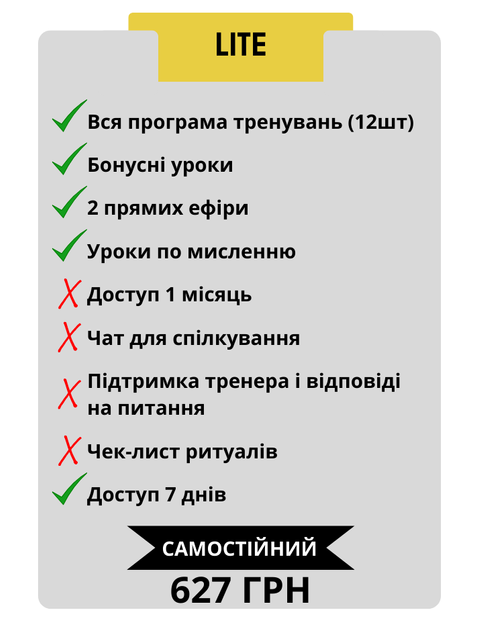 LITE
Вся програма тренувань (12шт)
Бонусні уроки
2 прямих ефіри
Уроки по мисленню
Доступ 1 місяць
Чат для спілкування
Підтримка тренера і відповіді
на питання
Чек-лист ритуалів
Доступ 7 днів
САМОСТІЙНИЙ
627 ГРН